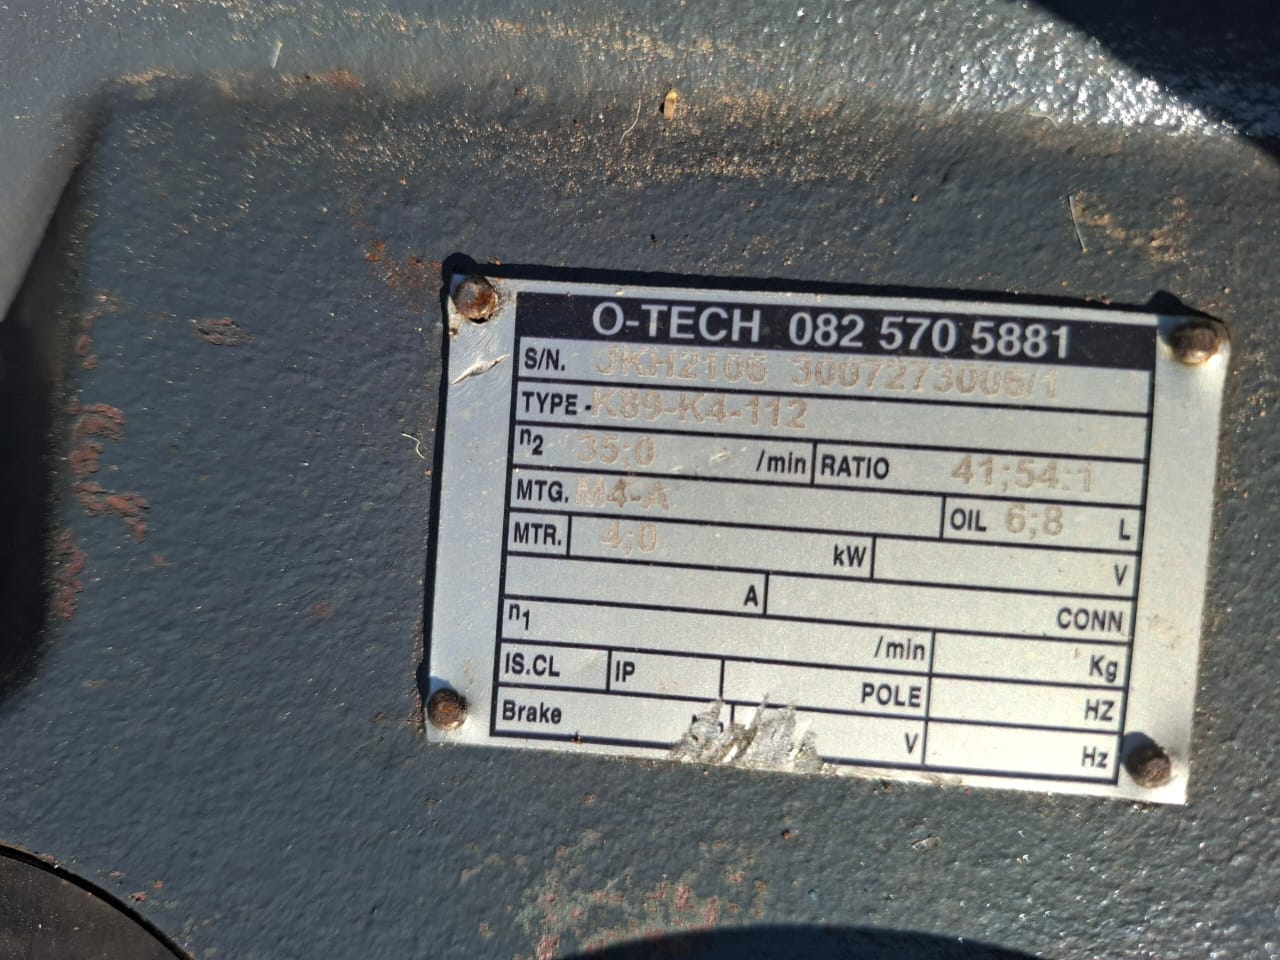 O-TECH 082 570 5881
S/N. JKH2106 3007273006/1
TYPE - K89-K4-112
n2 35;0 /min RATIO 41;54:1
MTG. M4-A OIL 6;8 L
MTR. 4;0 kW V
A CONN
n1 /min Kg
IS.CL IP POLE HZ
Brake V Hz